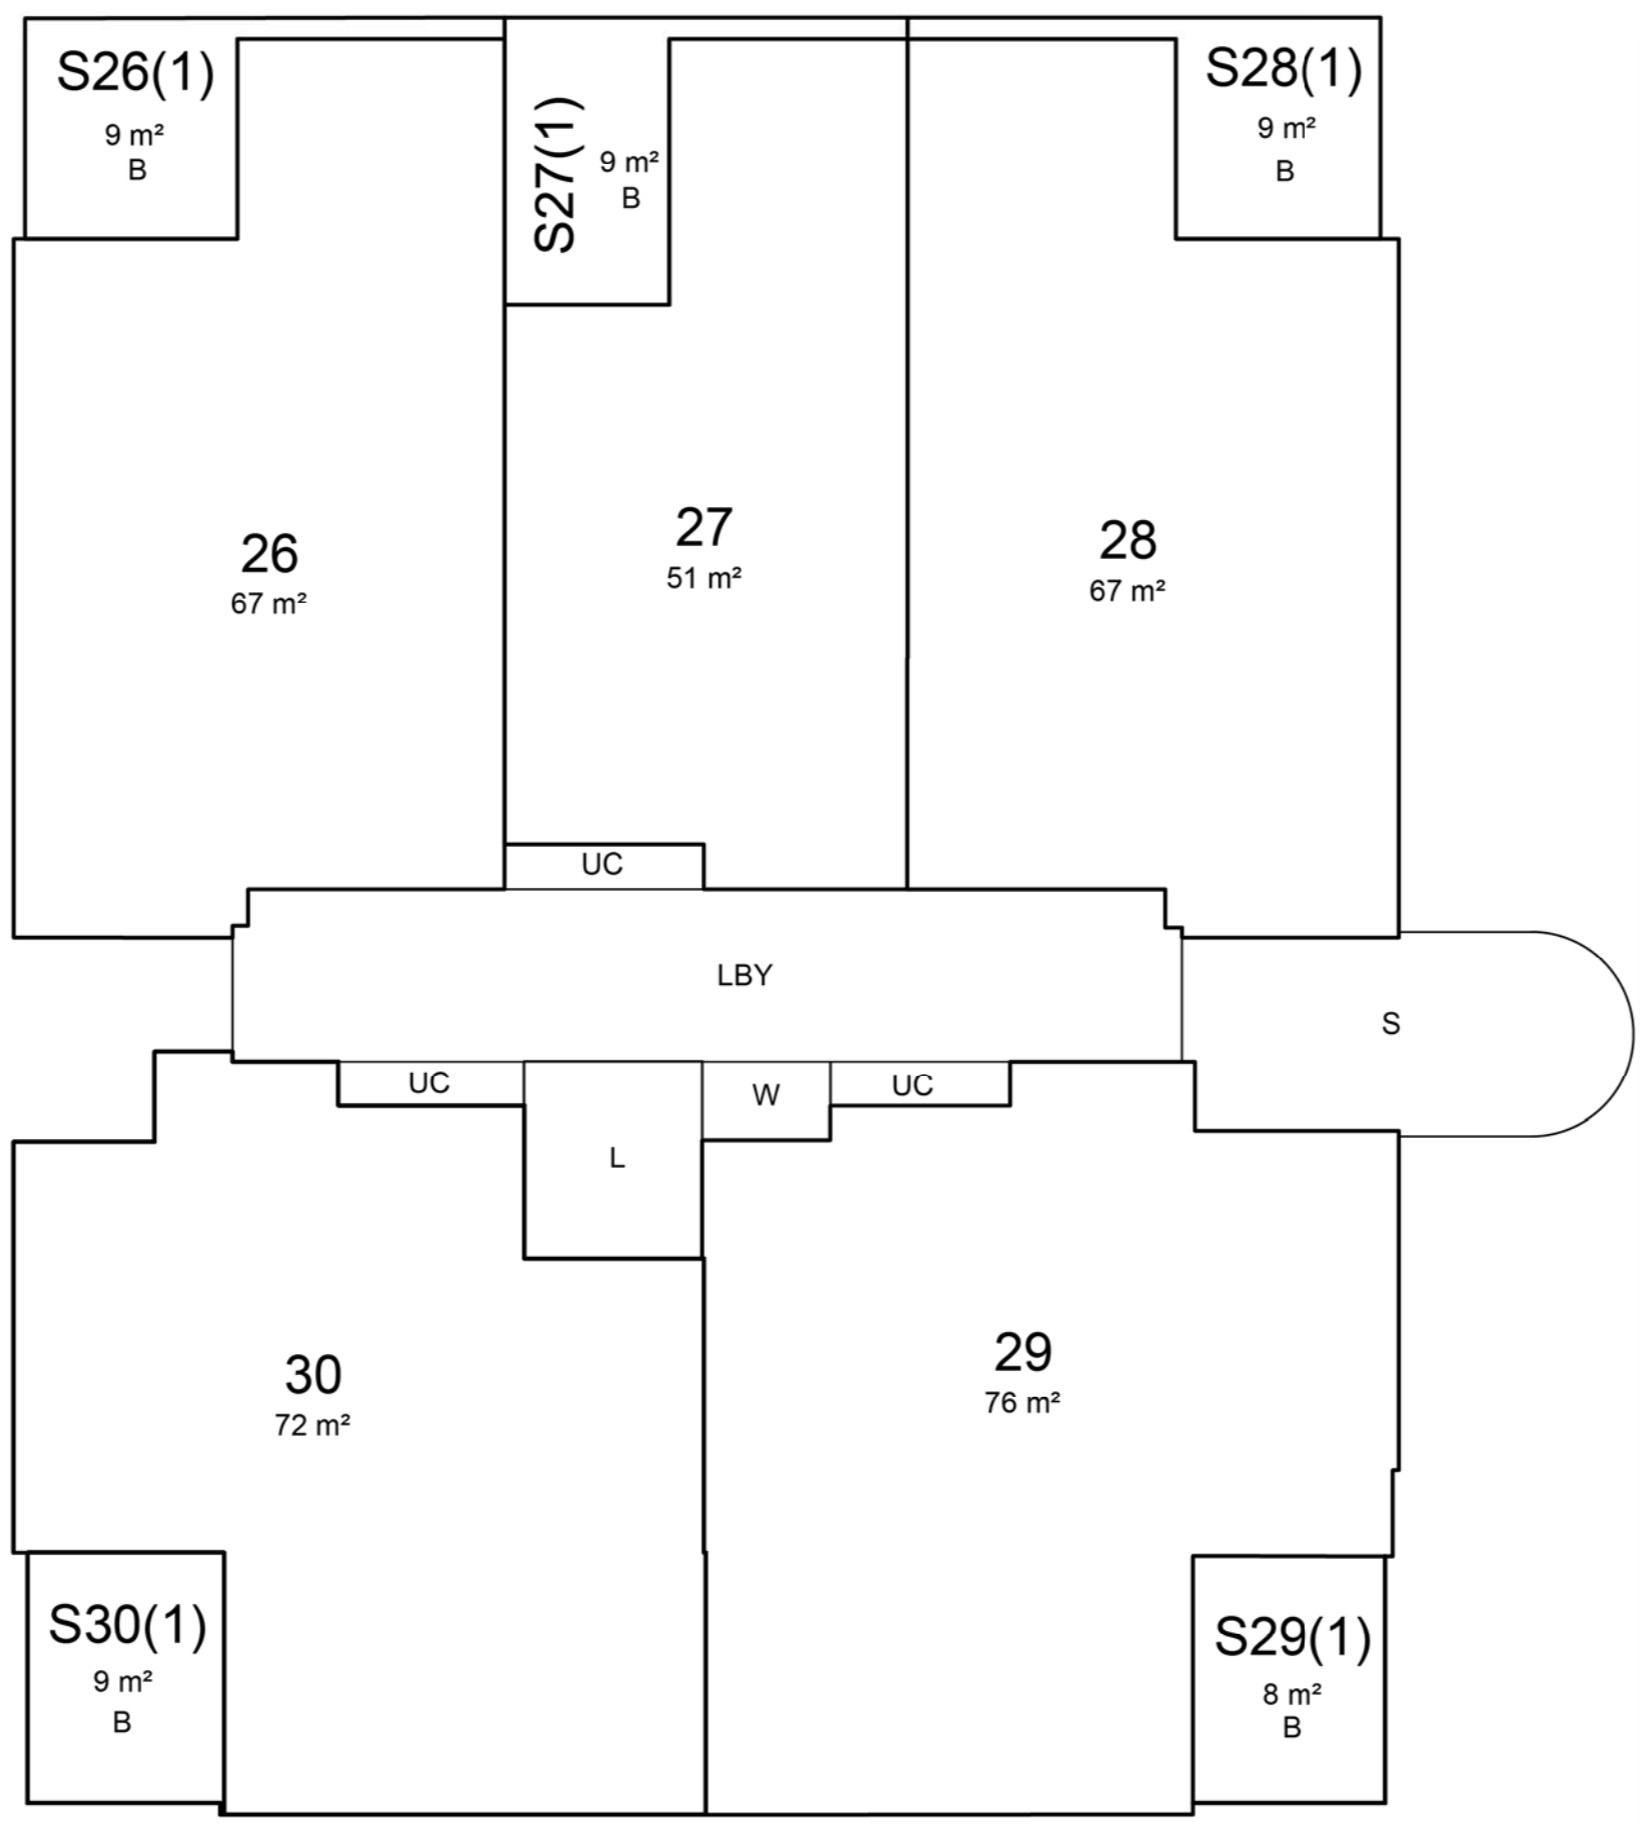 S26(1)
9 m²
B
S27(1)
9 m²
B
S28(1)
9 m²
B
26
67 m²
27
51 m²
28
67 m²
UC
LBY
S
UC
L
W
UC
30
72 m²
29
76 m²
S30(1)
9 m²
B
S29(1)
8 m²
B